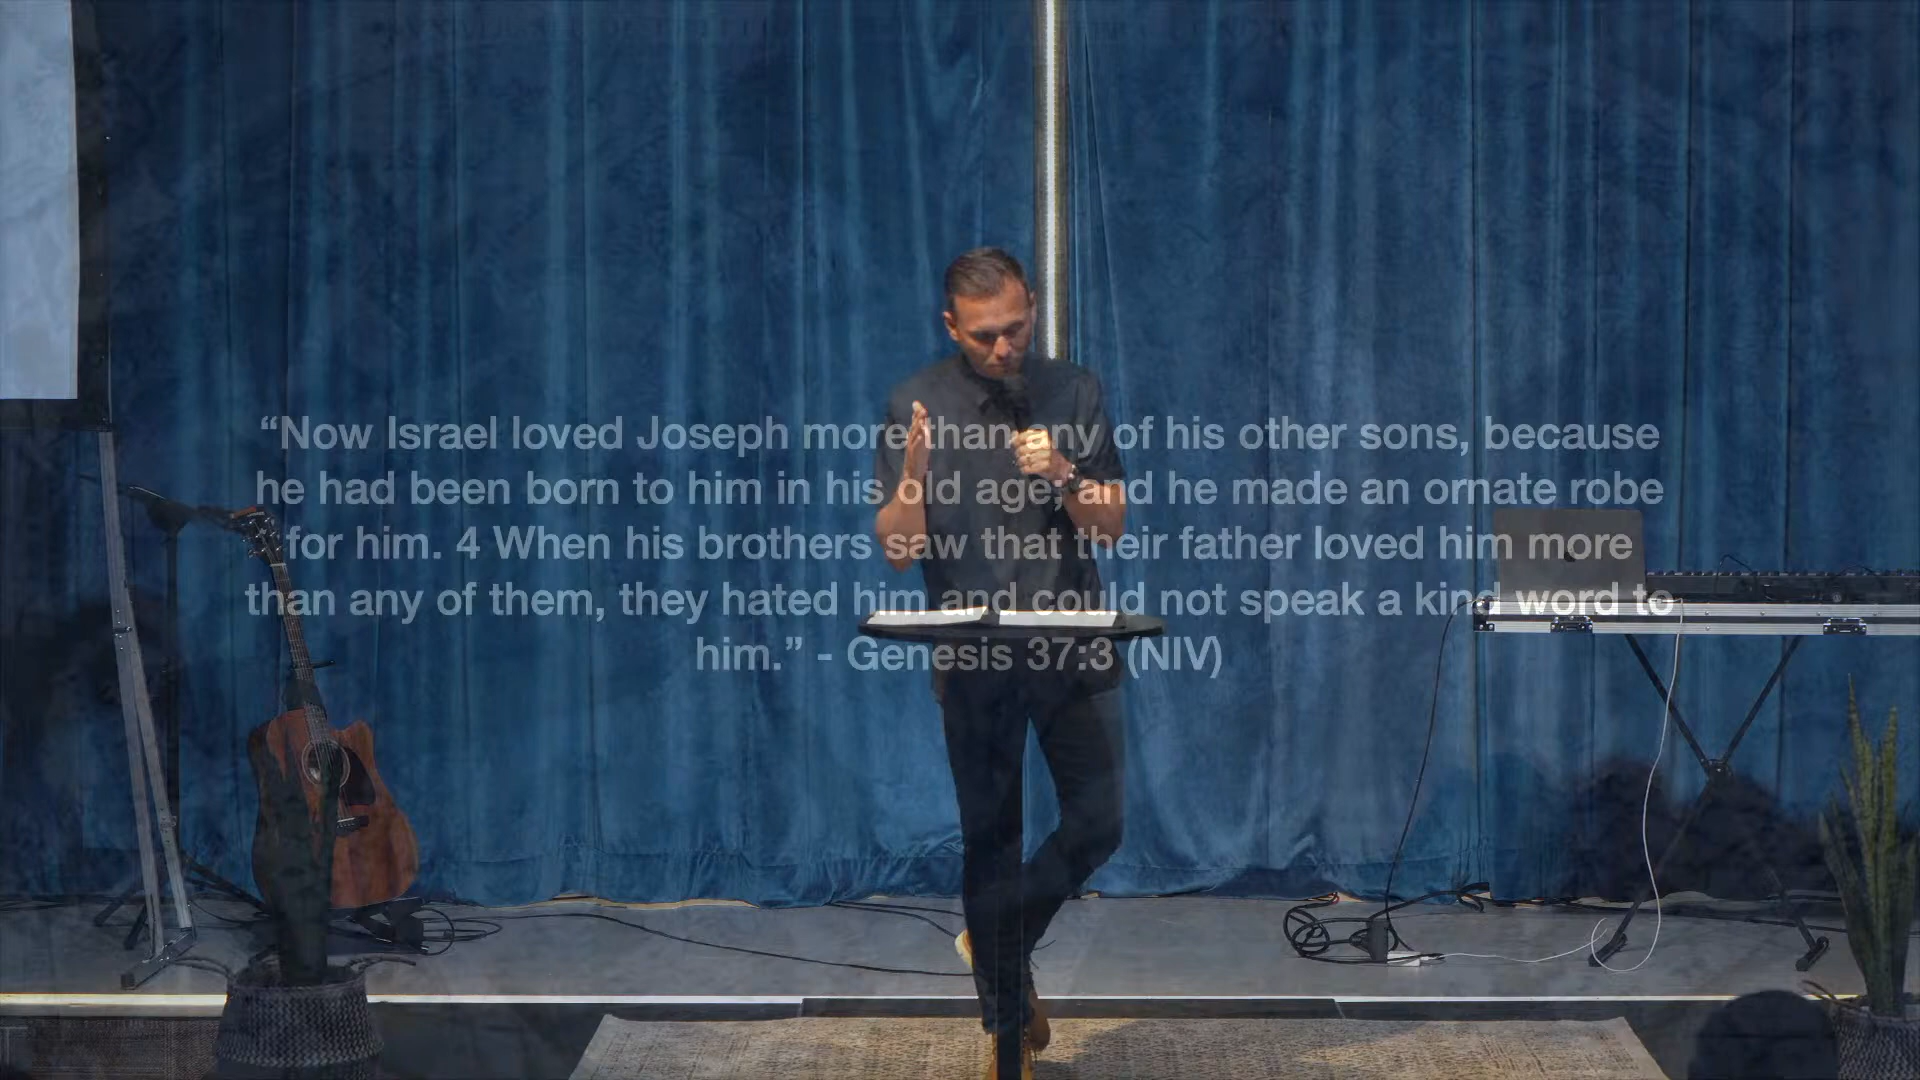 “Now Israel loved Joseph more than any of his other sons, because
he had been born to him in his old age, and he made an ornate robe
for him. 4 When his brothers saw that their father loved him more
than any of them, they hated him and could not speak a kind word to
him.” - Genesis 37:3 (NIV)